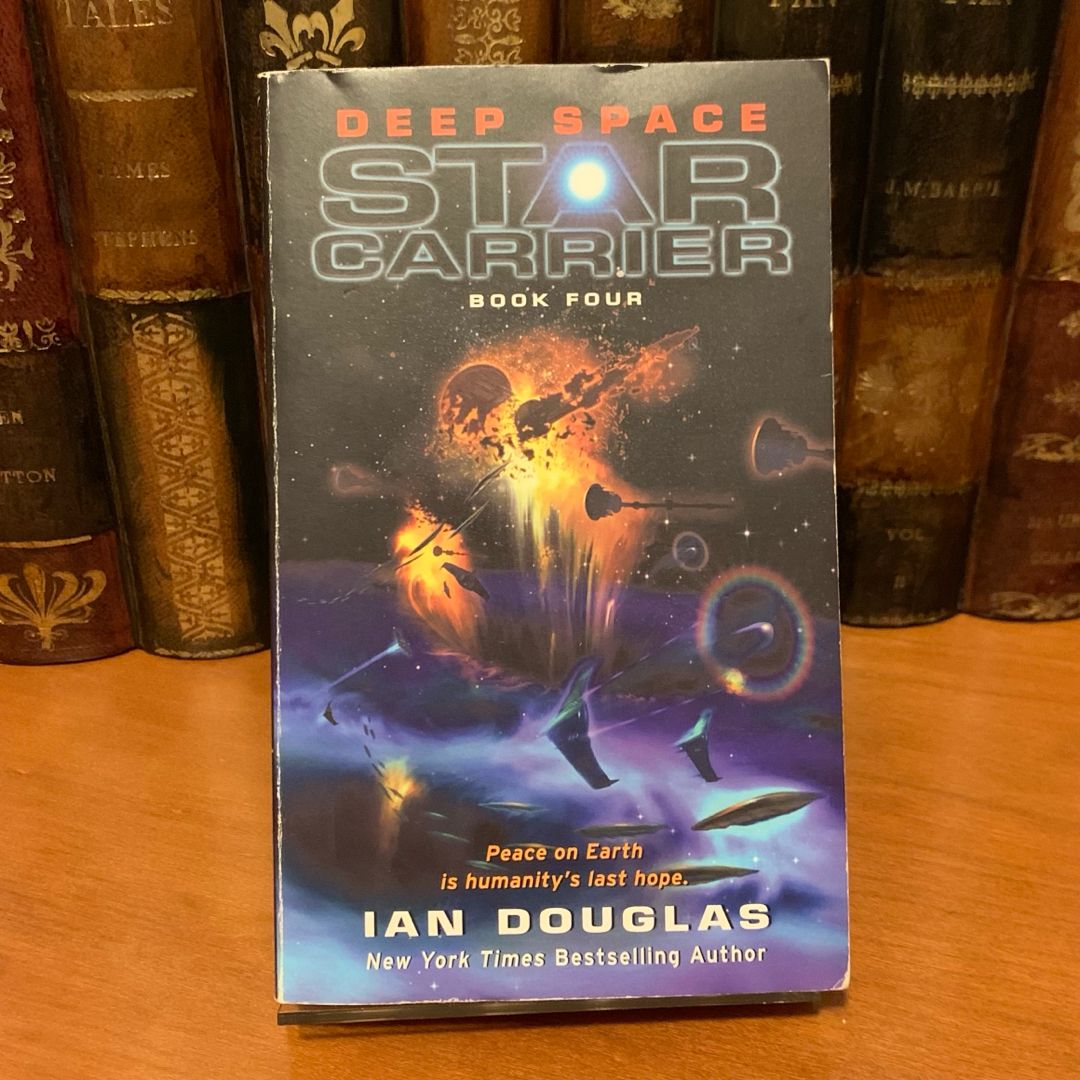 TALES
JAMES
STEPHENS
DEEP SPACE
STAR
CARRIER
BOOK FOUR
Peace on Earth
is humanity's last hope.
IAN DOUGLAS
New York Times Bestselling Author
J.M. BARRIE
VOL